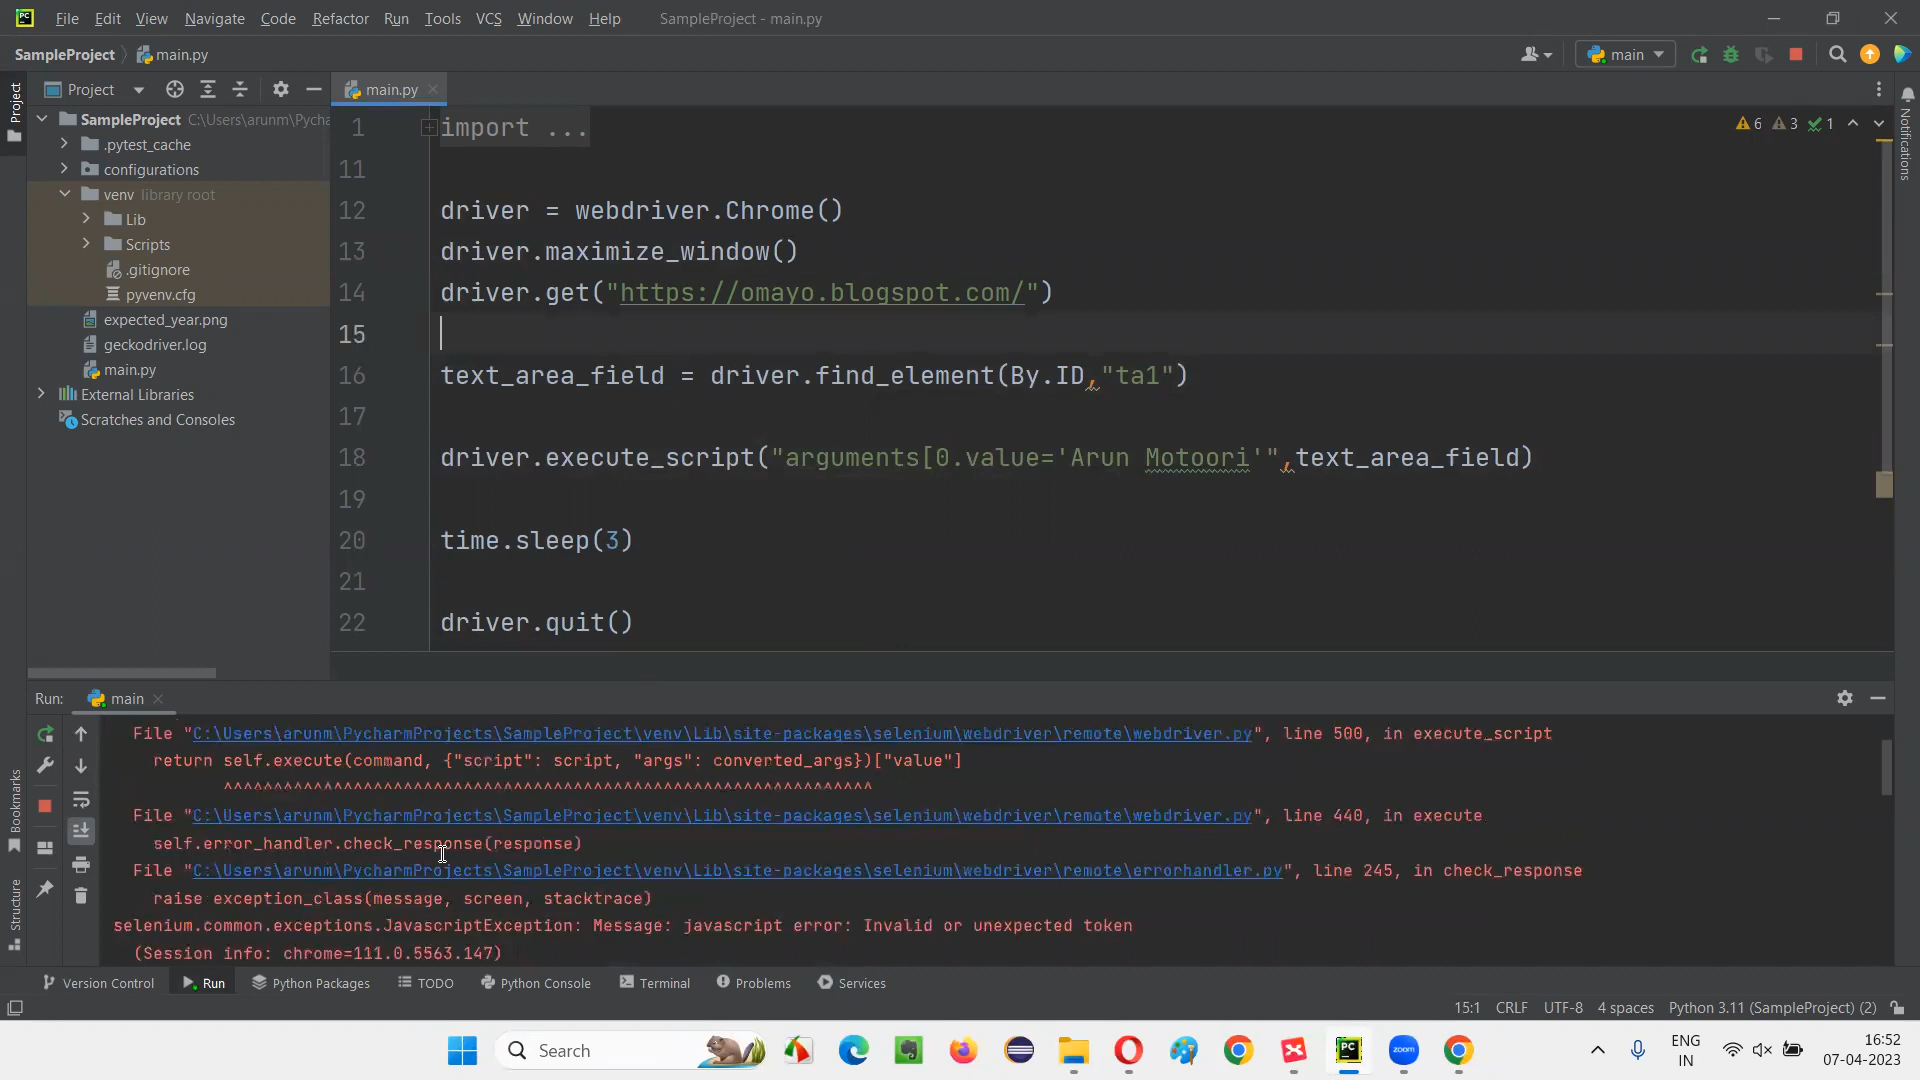 File Edit View Navigate Code Refactor Run Tools VCS Window Help SampleProject - main.py
SampleProject main.py main
Project main.py
SampleProject C:\Users\arunm\Pycha
.pytest_cache
configurations
venv library root
Lib
Scripts
.gitignore
pyvenv.cfg
expected_year.png
geckodriver.log
main.py
External Libraries
Scratches and Consoles
Project
Bookmarks
Structure
Notifications
6 3 1
1 import ...
11
12 driver = webdriver.Chrome()
13 driver.maximize_window()
14 driver.get("https://omayo.blogspot.com/")
15
16 text_area_field = driver.find_element(By.ID,"ta1")
17
18 driver.execute_script("arguments[0.value='Arun Motoori'",text_area_field)
19
20 time.sleep(3)
21
22 driver.quit()
Run: main
File "C:\Users\arunm\PycharmProjects\SampleProject\venv\Lib\site-packages\selenium\webdriver\remote\webdriver.py", line 500, in execute_script
return self.execute(command, {"script": script, "args": converted_args})["value"]
^^^^^^^^^^^^^^^^^^^^^^^^^^^^^^^^^^^^^^^^^^^^^^^^^^^^^^^^^^^^^^^^^
File "C:\Users\arunm\PycharmProjects\SampleProject\venv\Lib\site-packages\selenium\webdriver\remote\webdriver.py", line 440, in execute
self.error_handler.check_response(response)
File "C:\Users\arunm\PycharmProjects\SampleProject\venv\Lib\site-packages\selenium\webdriver\remote\errorhandler.py", line 245, in check_response
raise exception_class(message, screen, stacktrace)
selenium.common.exceptions.JavascriptException: Message: javascript error: Invalid or unexpected token
(Session info: chrome=111.0.5563.147)
Version Control Run Python Packages TODO Python Console Terminal Problems Services
15:1 CRLF UTF-8 4 spaces Python 3.11 (SampleProject) (2)
Search
PC
zoom
ENG
IN
16:52
07-04-2023